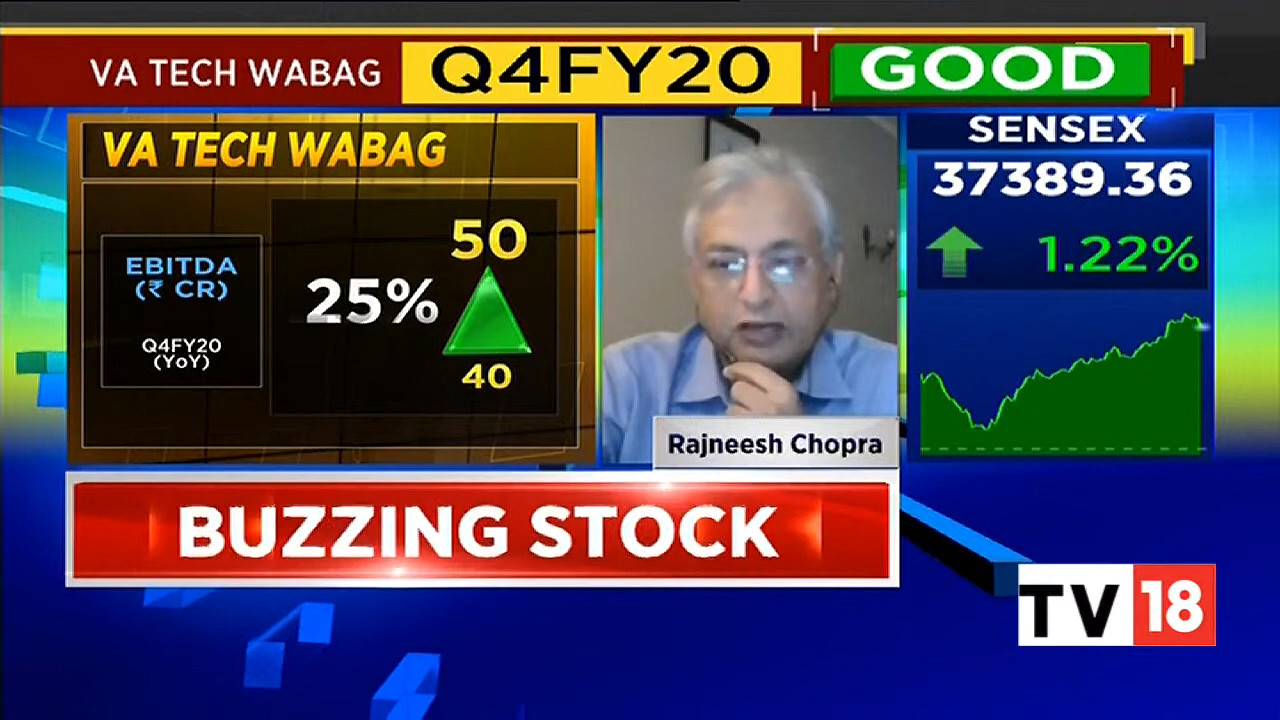 VA TECH WABAG
Q4FY20
GOOD
VA TECH WABAG
EBITDA
(₹ CR)
Q4FY20
(YoY)
25%
50
40
Rajneesh Chopra
SENSEX
37389.36
1.22%
BUZZING STOCK
TV18